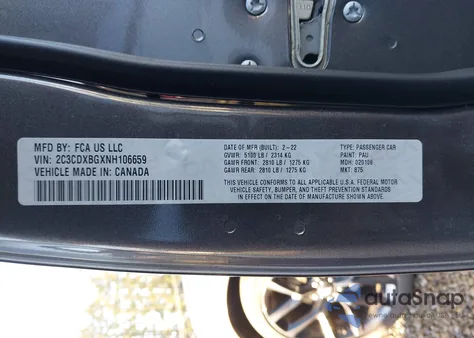 MFD BY: FCA US LLC
VIN: 2C3CDXBGXNH106659
VEHICLE MADE IN: CANADA
DATE OF MFR (BUILT): 2-22
GVWR: 5100 LB / 2314 KG
GAWR FRONT: 2810 LB / 1275 KG
GAWR REAR: 2810 LB / 1275 KG
TYPE: PASSENGER CAR
PAINT: PAU
MDH: 020106
MKT: 875
THIS VEHICLE CONFORMS TO ALL APPLICABLE U.S.A. FEDERAL MOTOR
VEHICLE SAFETY, BUMPER, AND THEFT PREVENTION STANDARDS
IN EFFECT ON THE DATE OF MANUFACTURE SHOWN ABOVE.
autoSnap